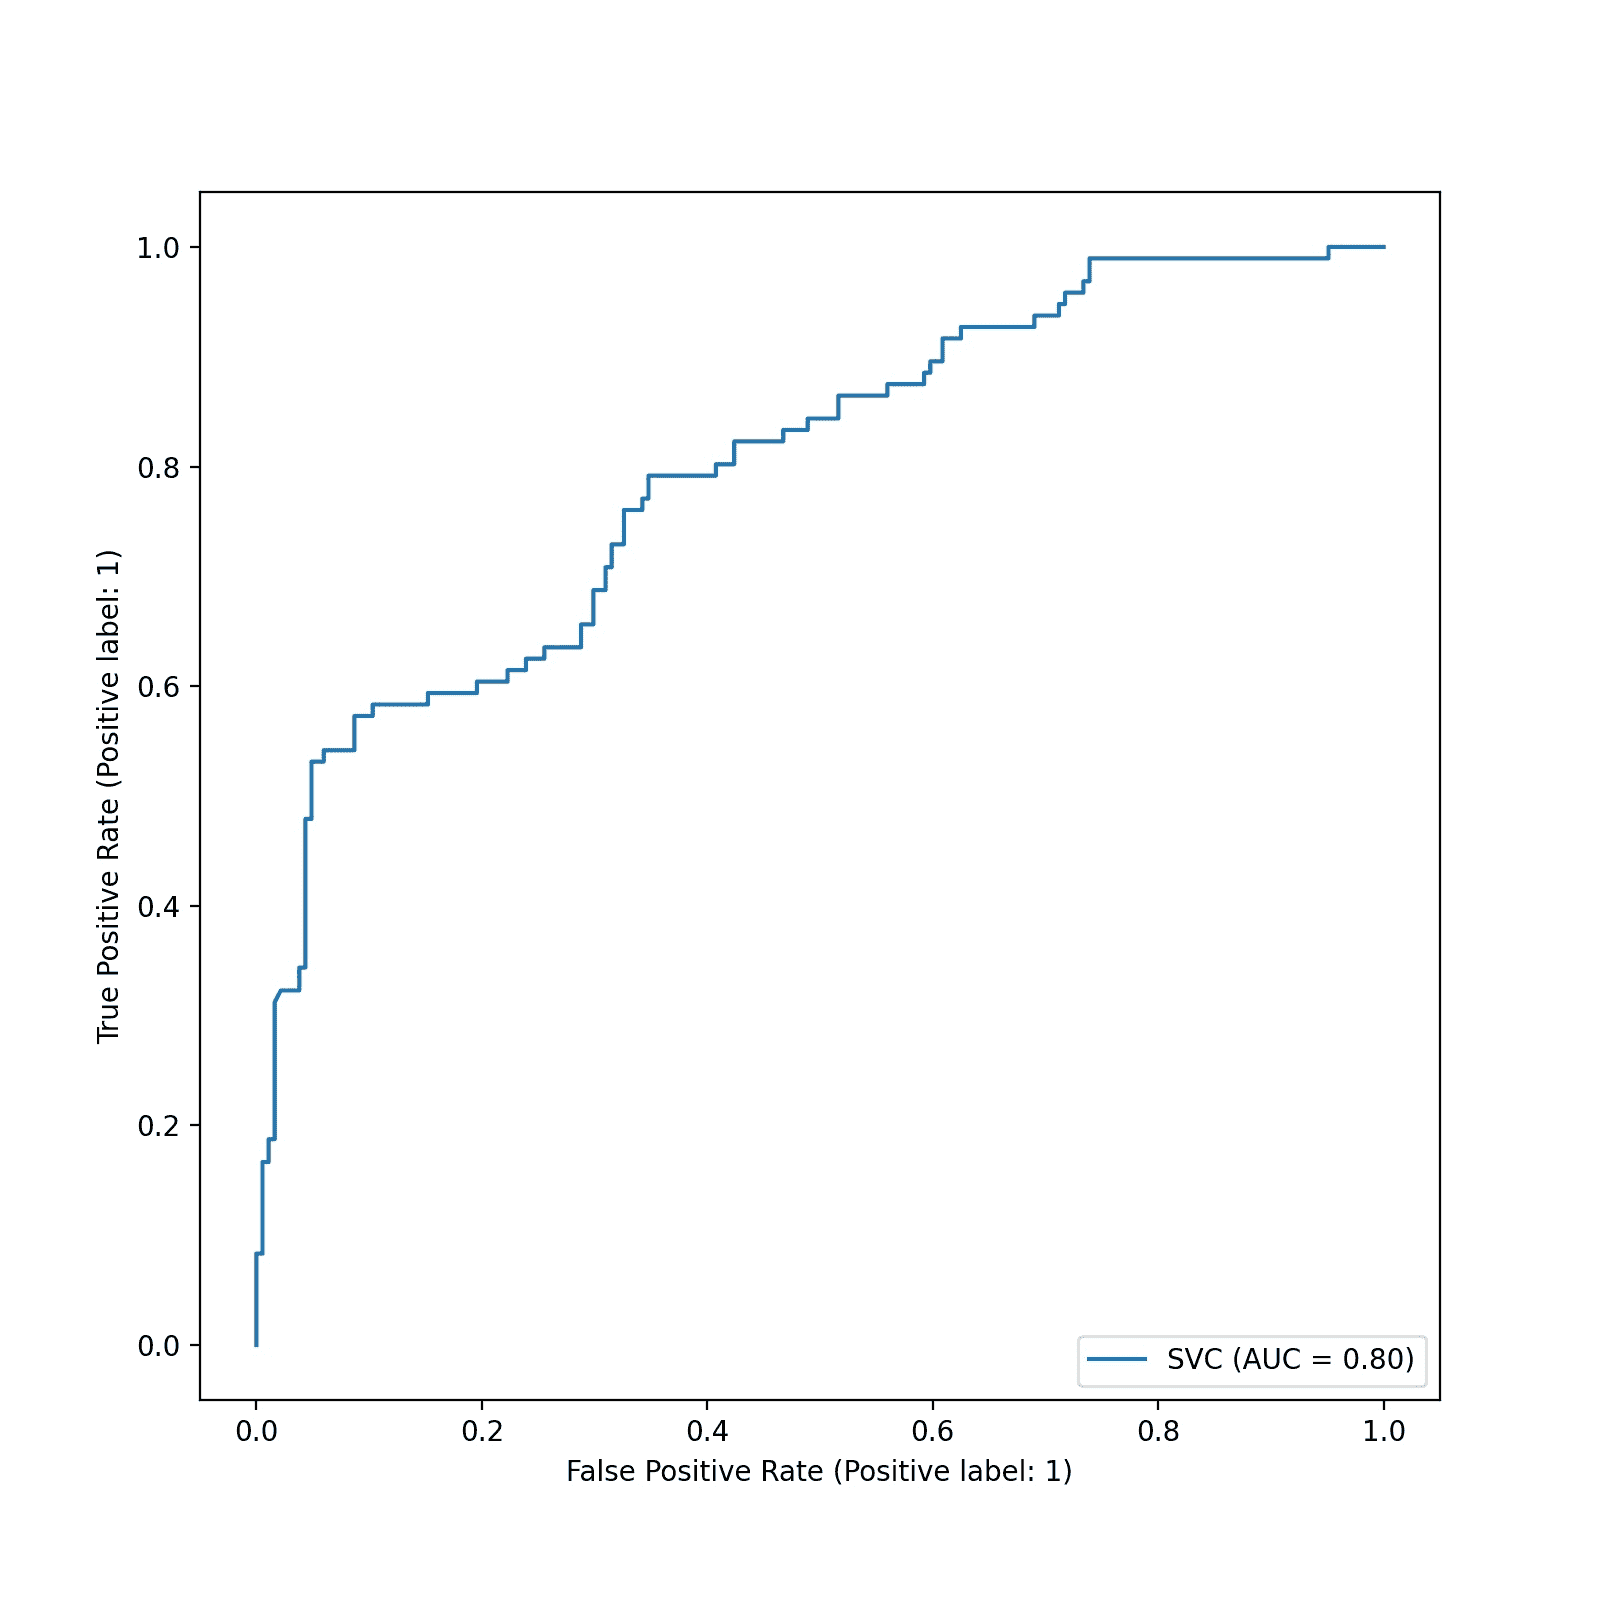 1.0
0.8
0.6
0.4
0.2
0.0
True Positive Rate (Positive label: 1)
SVC (AUC = 0.80)
0.0 0.2 0.4 0.6 0.8 1.0
False Positive Rate (Positive label: 1)